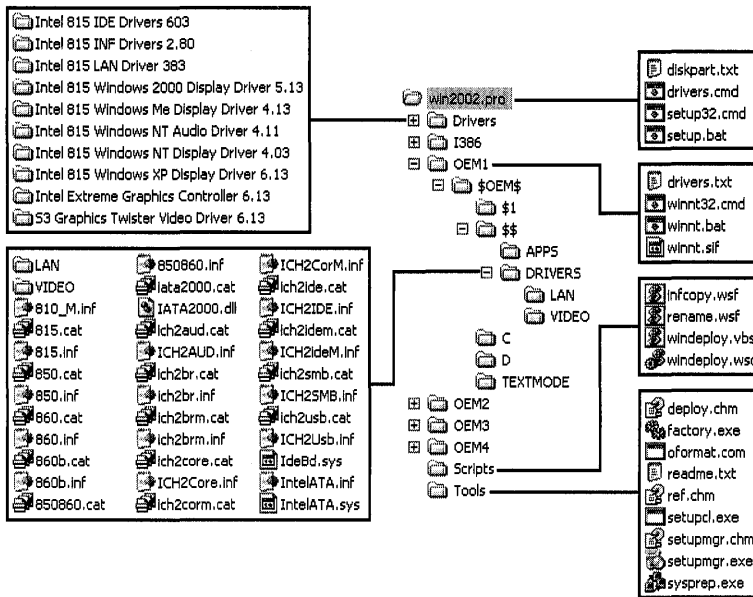 Intel 815 IDE Drivers 603
Intel 815 INF Drivers 2.80
Intel 815 LAN Driver 383
Intel 815 Windows 2000 Display Driver 5.13
Intel 815 Windows Me Display Driver 4.13
Intel 815 Windows NT Audio Driver 4.11
Intel 815 Windows NT Display Driver 4.03
Intel 815 Windows XP Display Driver 6.13
Intel Extreme Graphics Controller 6.13
S3 Graphics Twister Video Driver 6.13
LAN
VIDEO
810_M.inf
815.cat
815.inf
850.cat
850.inf
860.cat
860.inf
860b.cat
860b.inf
850860.cat
850860.inf
iata2000.cat
IATA2000.dll
ich2aud.cat
ICH2AUD.inf
ich2br.cat
ich2br.inf
ich2brm.cat
ich2brm.inf
ich2core.cat
ICH2Core.inf
ich2corm.cat
ICH2CorM.inf
ich2ide.cat
ICH2IDE.inf
ich2idem.cat
ICH2ideM.inf
ich2smb.cat
ICH2SMB.inf
ich2usb.cat
ICH2Usb.inf
IdeBd.sys
IntelATA.inf
IntelATA.sys
win2002.pro
Drivers
I386
OEM1
$OEM$
$1
$$
APPS
DRIVERS
LAN
VIDEO
C
D
TEXTMODE
OEM2
OEM3
OEM4
Scripts
Tools
diskpart.txt
drivers.cmd
setup32.cmd
setup.bat
drivers.txt
winnt32.cmd
winnt.bat
winnt.sif
infcopy.wsf
rename.wsf
windeploy.vbs
windeploy.wsc
deploy.chm
factory.exe
oformat.com
readme.txt
ref.chm
setupcl.exe
setupmgr.chm
setupmgr.exe
sysprep.exe